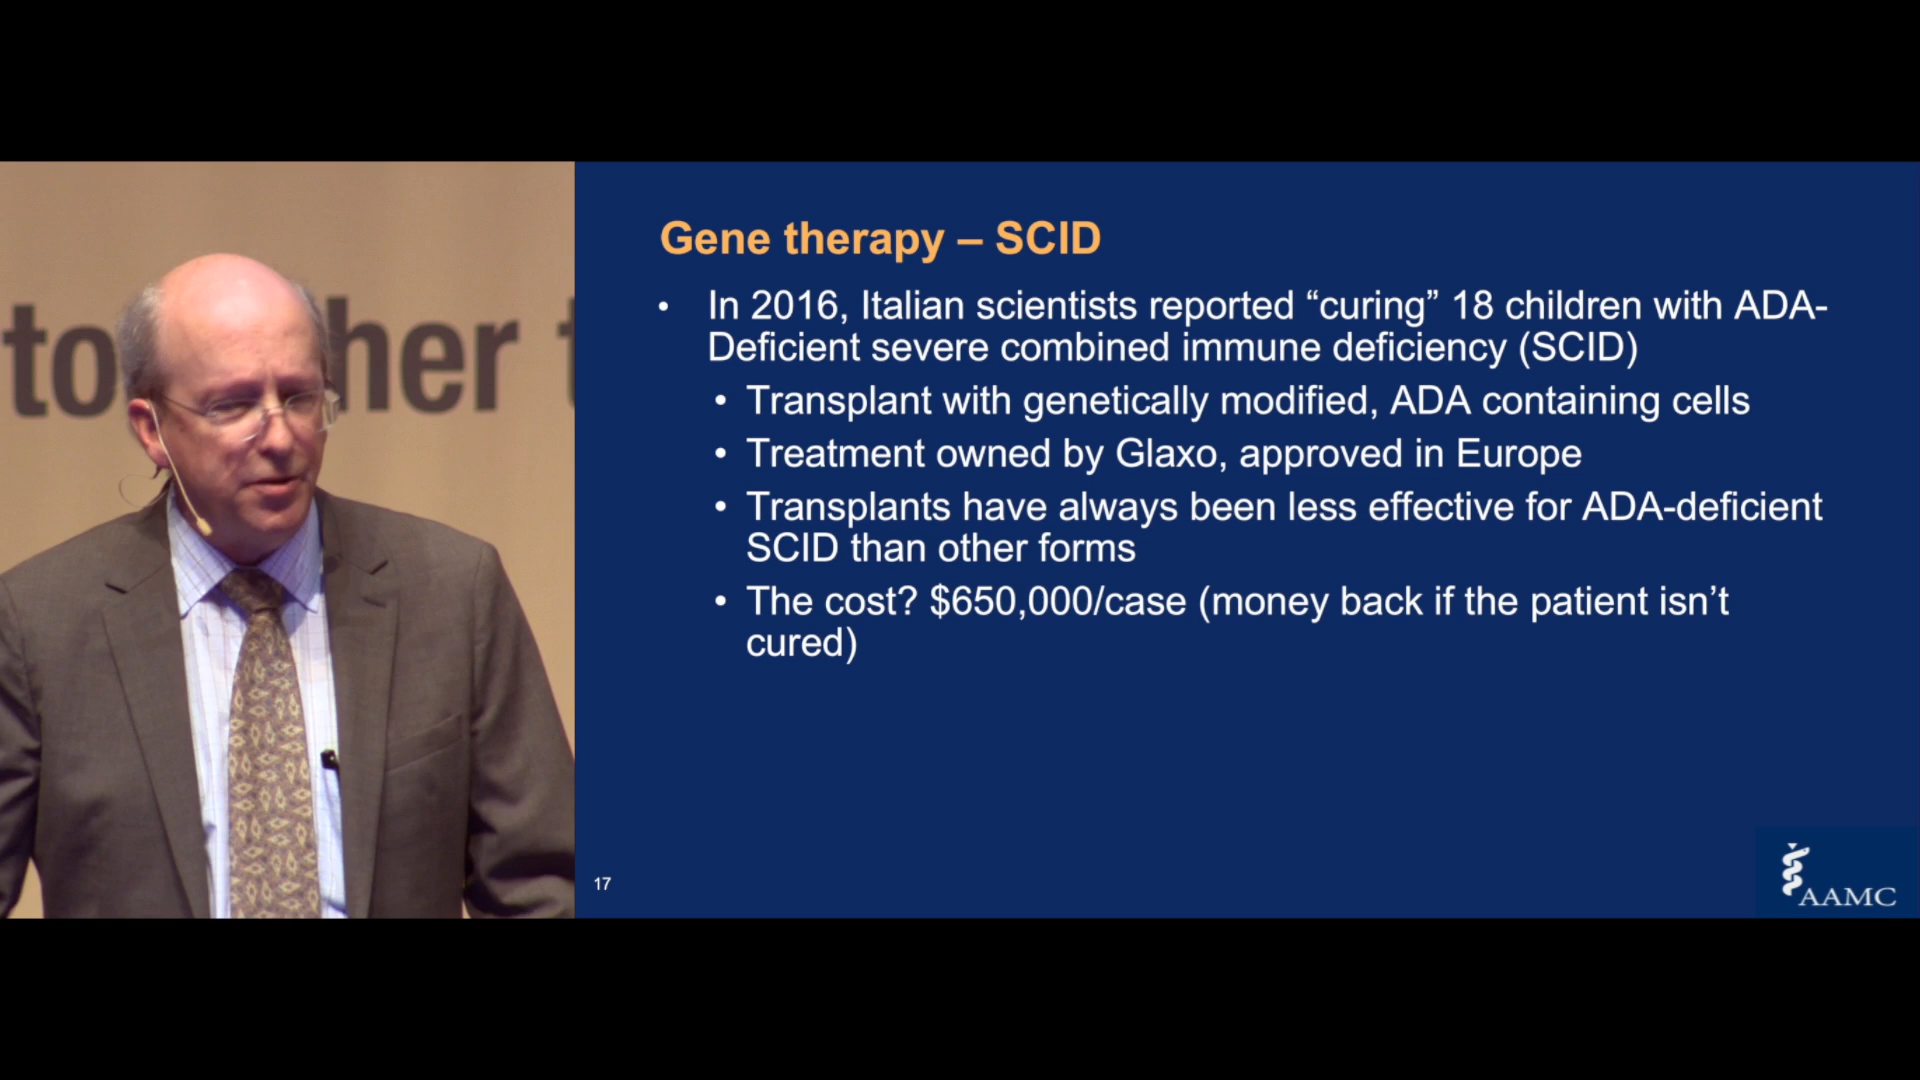 to her t
Gene therapy – SCID
• In 2016, Italian scientists reported “curing” 18 children with ADA-
Deficient severe combined immune deficiency (SCID)
• Transplant with genetically modified, ADA containing cells
• Treatment owned by Glaxo, approved in Europe
• Transplants have always been less effective for ADA-deficient
SCID than other forms
• The cost? $650,000/case (money back if the patient isn’t
cured)
17
AAMC